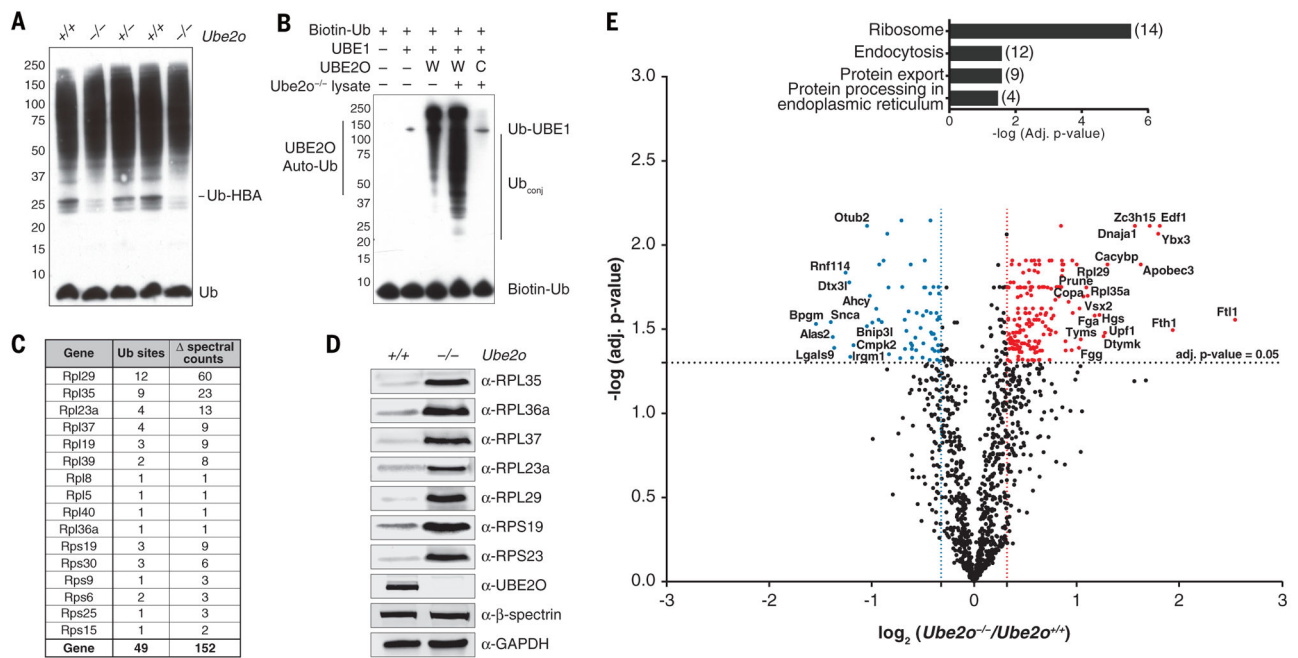 A
+/+ -/- +/- +/+ -/- Ube2o
250
150
100
75
50
37
25
20
15
10
Ub-HBA
Ub
B
Biotin-Ub + + + + +
UBE1 - + + + +
UBE2O - - W W C
Ube2o-/- lysate - - - + +
250
150
100
75
50
37
25
20
15
10
UBE2O
Auto-Ub
Ub-UBE1
Ubconj
Biotin-Ub
C
Gene Ub sites Δ spectral counts
Rpl29 12 60
Rpl35 9 23
Rpl23a 4 13
Rpl37 4 9
Rpl19 3 9
Rpl39 2 8
Rpl8 1 1
Rpl5 1 1
Rpl40 1 1
Rpl36a 1 1
Rps19 3 9
Rps30 3 6
Rps9 1 3
Rps6 2 3
Rps25 1 3
Rps15 1 2
Gene 49 152
D
+/+ -/- Ube2o
α-RPL35
α-RPL36a
α-RPL37
α-RPL23a
α-RPL29
α-RPS19
α-RPS23
α-UBE2O
α-β-spectrin
α-GAPDH
E
Ribosome (14)
Endocytosis (12)
Protein export (9)
Protein processing in
endoplasmic reticulum (4)
0 2 4 6
-log (Adj. p-value)
3.0
2.5
2.0
1.5
1.0
0.5
0.0
-log (adj. p-value)
Otub2
Rnf114
Dtx3l
Ahcy
Bpgm Snca
Alas2
Bnip3l
Cmpk2
Lgals9 Irgm1
Zc3h15 Edf1
Dnaja1
Ybx3
Cacybp
Rpl29 Apobec3
Prune
Copa Rpl35a
Vsx2
Fga Hgs
Tyms Upf1
Dtymk
Fgg
Fth1
Ftl1
adj. p-value = 0.05
-3 -2 -1 0 1 2 3
log2 (Ube2o-/-/Ube2o+/+)